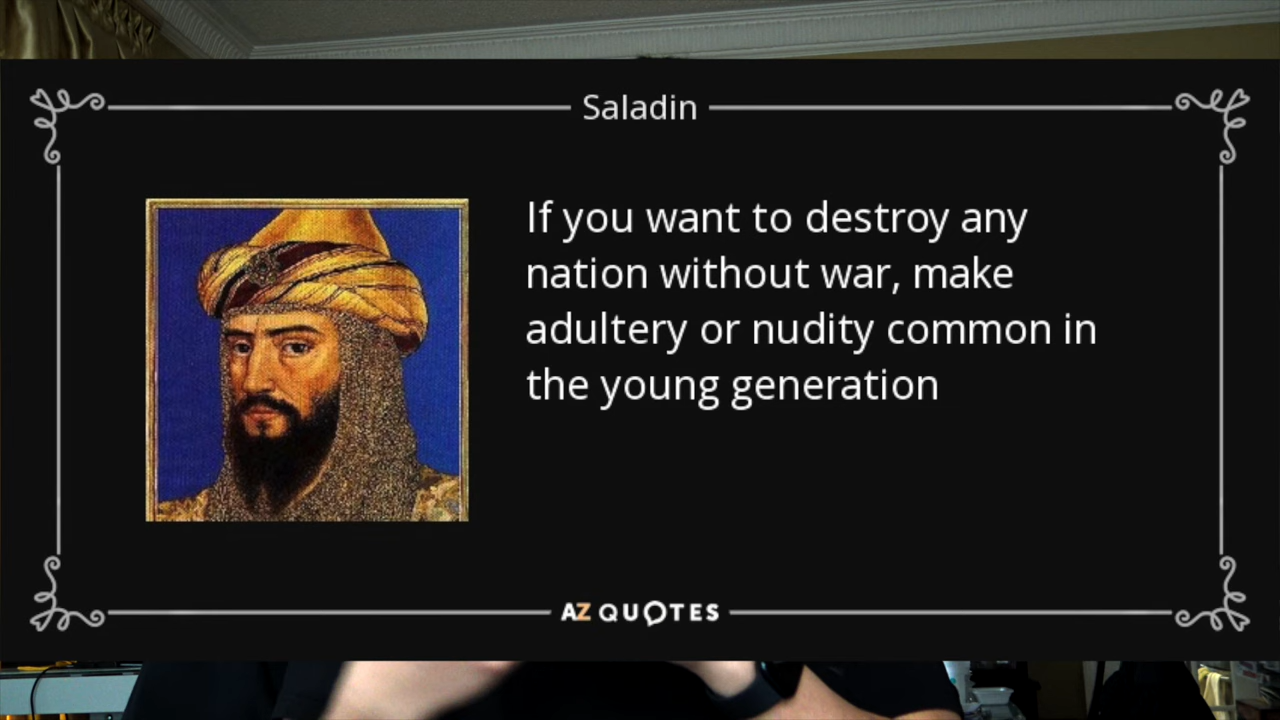 Saladin
If you want to destroy any
nation without war, make
adultery or nudity common in
the young generation
AZ QUOTES